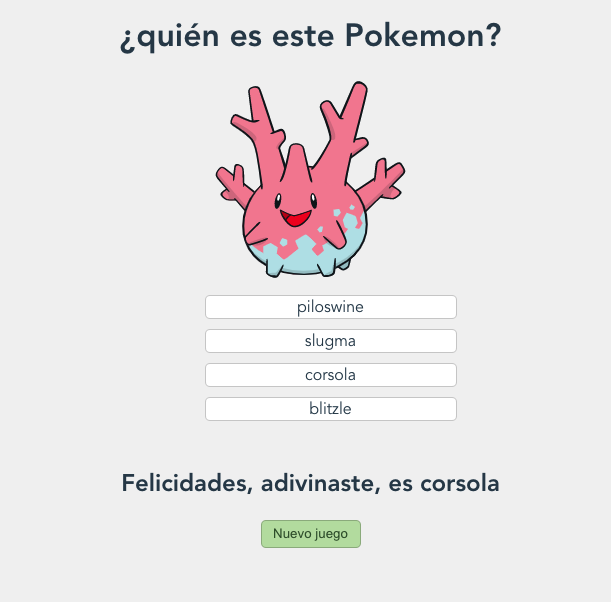 ¿quién es este Pokemon?
piloswine
slugma
corsola
blitzle
Felicidades, adivinaste, es corsola
Nuevo juego